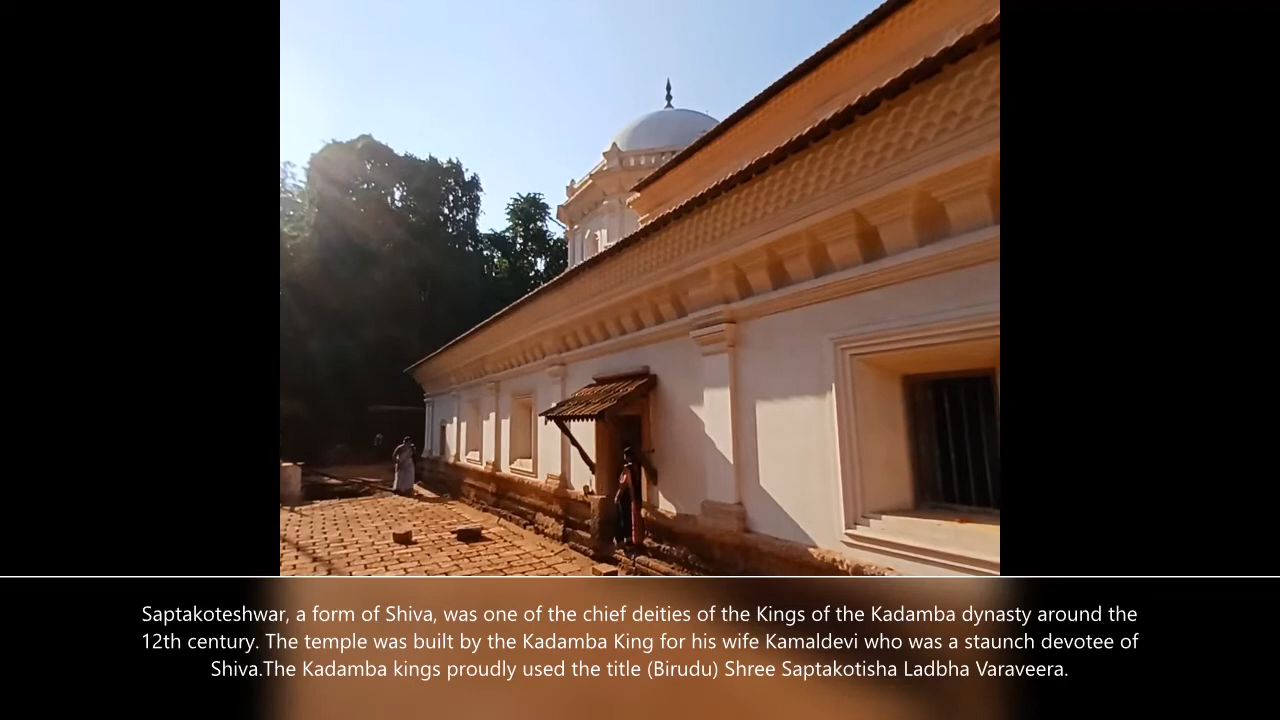 Saptakoteshwar, a form of Shiva, was one of the chief deities of the Kings of the Kadamba dynasty around the
12th century. The temple was built by the Kadamba King for his wife Kamaldevi who was a staunch devotee of
Shiva.The Kadamba kings proudly used the title (Birudu) Shree Saptakotisha Ladbha Varaveera.